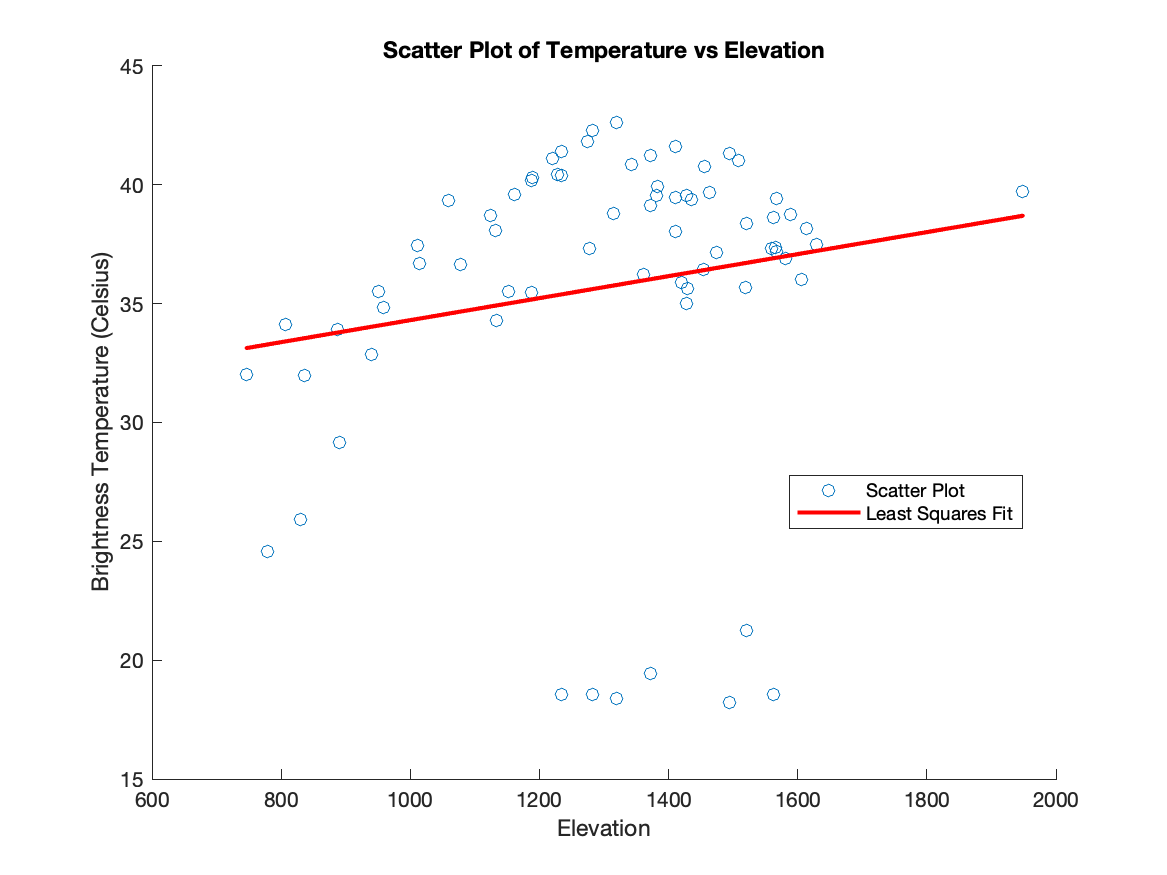 Scatter Plot of Temperature vs Elevation
45
40
35
30
25
20
15
Brightness Temperature (Celsius)
Scatter Plot
Least Squares Fit
600 800 1000 1200 1400 1600 1800 2000
Elevation